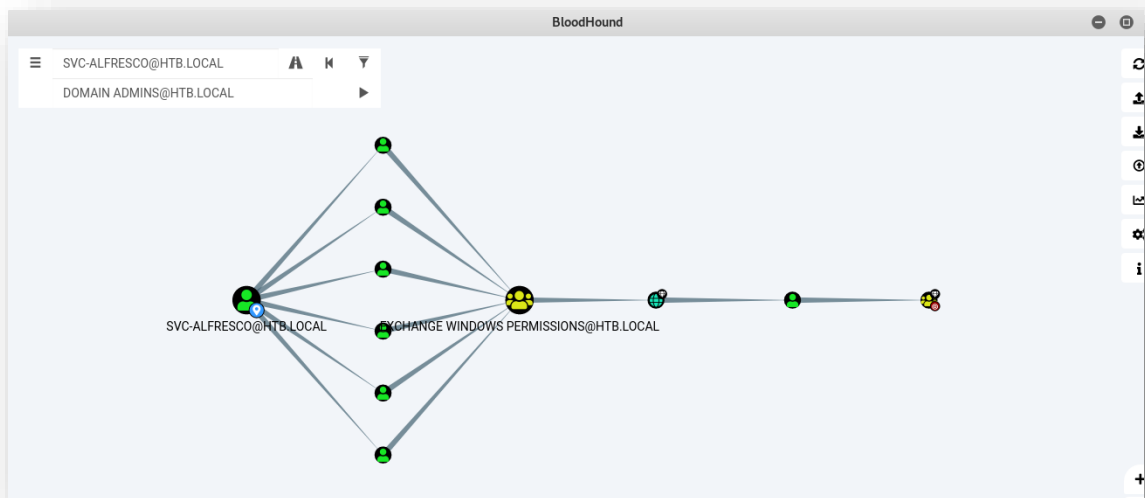 BloodHound
SVC-ALFRESCO@HTB.LOCAL
DOMAIN ADMINS@HTB.LOCAL
SVC-ALFRESCO@HTB.LOCAL
EXCHANGE WINDOWS PERMISSIONS@HTB.LOCAL